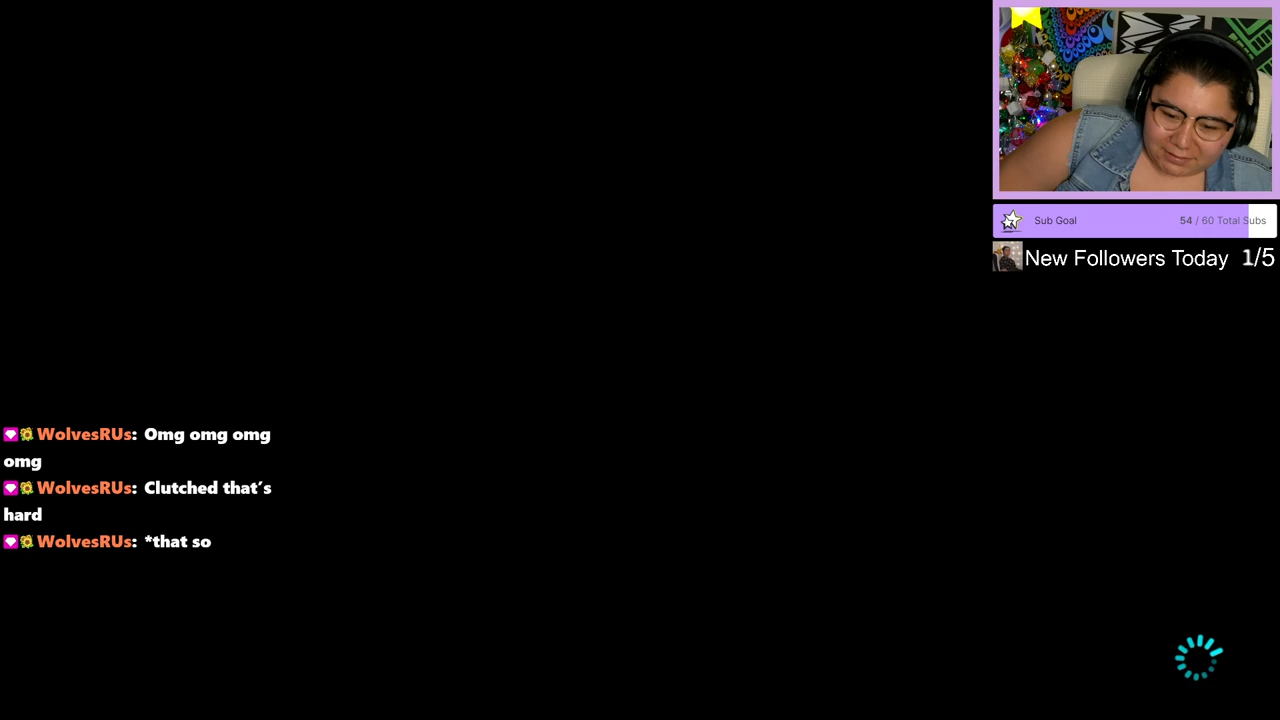 Sub Goal 54 / 60 Total Subs
New Followers Today 1/5
WolvesRUs: Omg omg omg
omg
WolvesRUs: Clutched that’s
hard
WolvesRUs: *that so